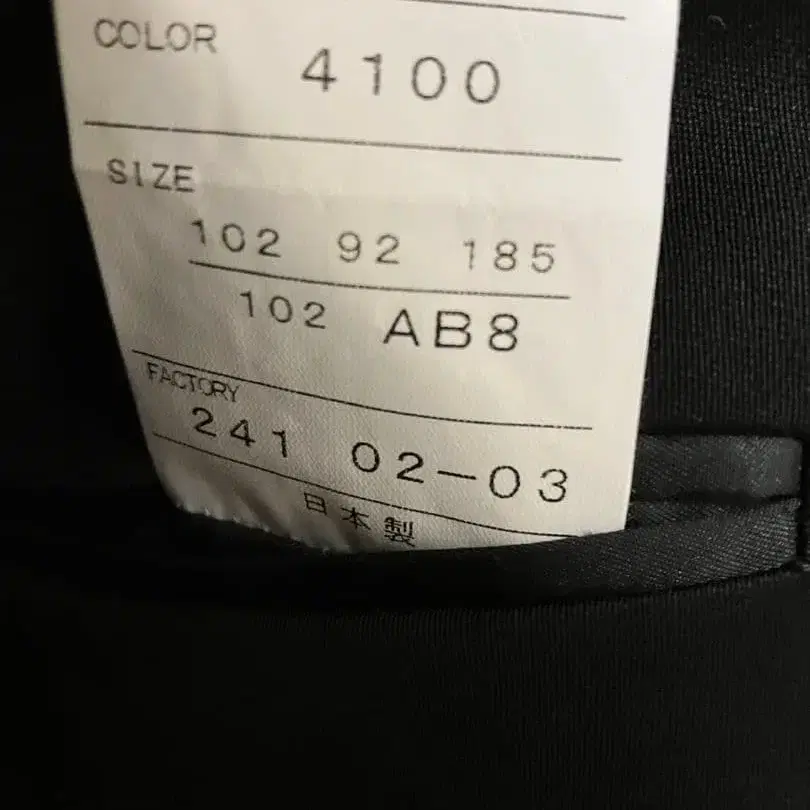 COLOR
4100
SIZE
102 92 185
102 AB8
FACTORY
241 02-03
日本製